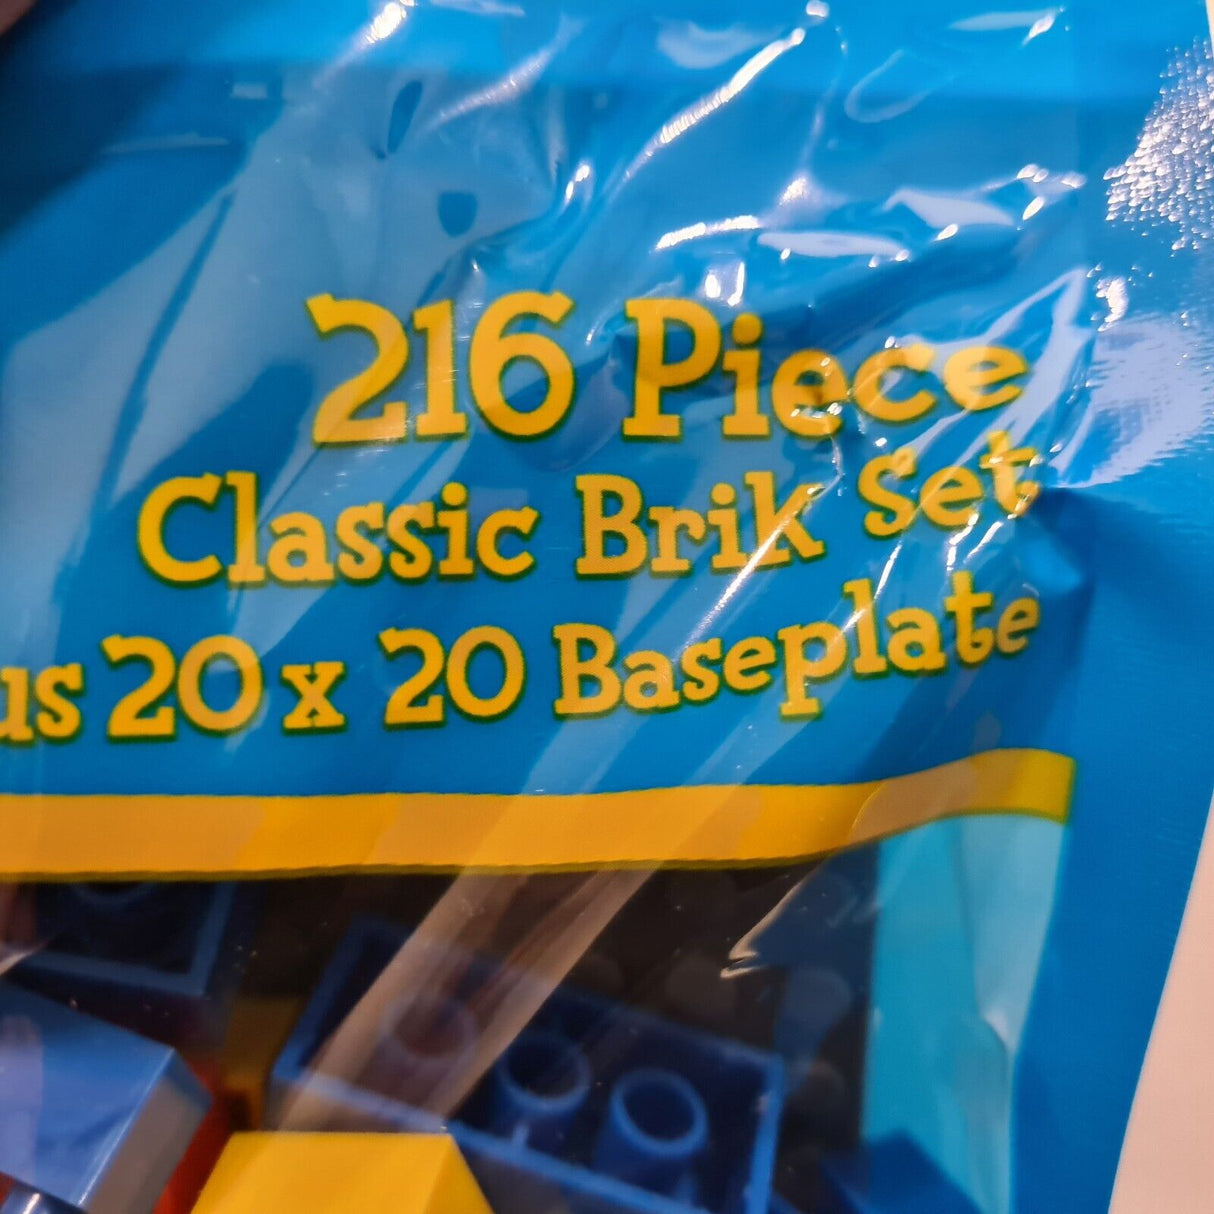 216 Piece
Classic Brik Set
us 20 x 20 Baseplate